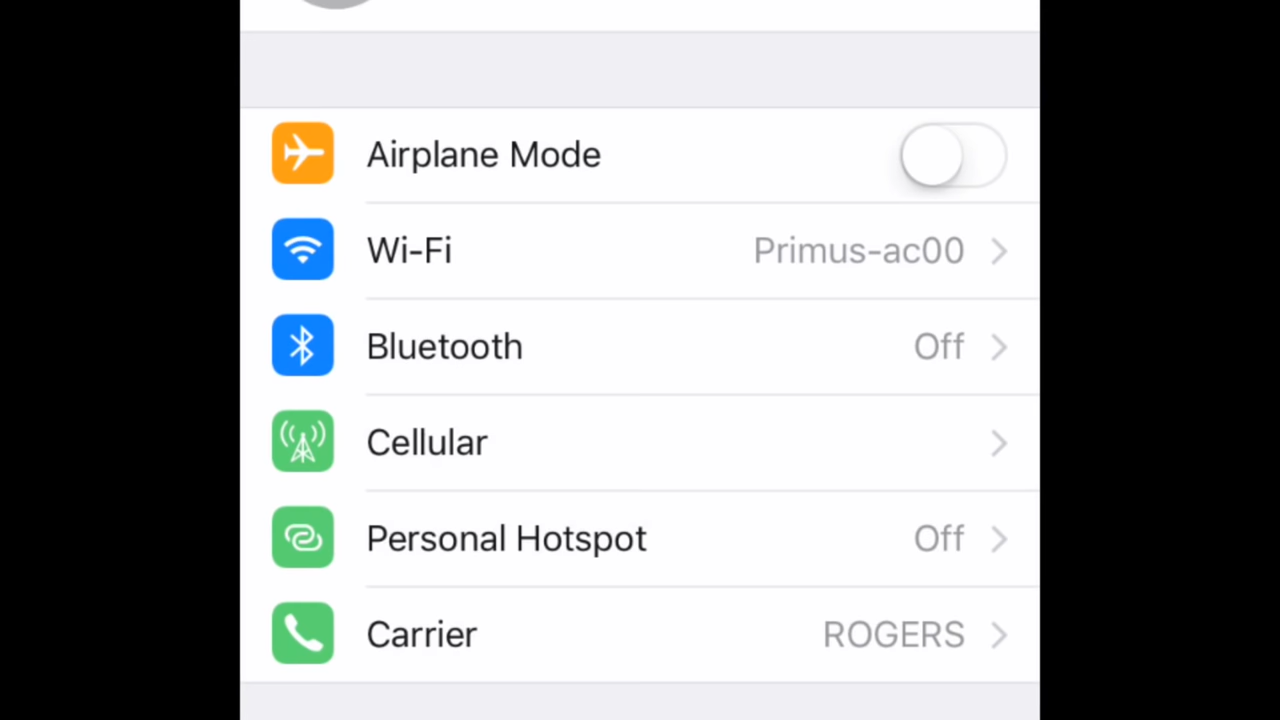 Airplane Mode
Wi-Fi Primus-ac00
Bluetooth Off
Cellular
Personal Hotspot Off
Carrier ROGERS